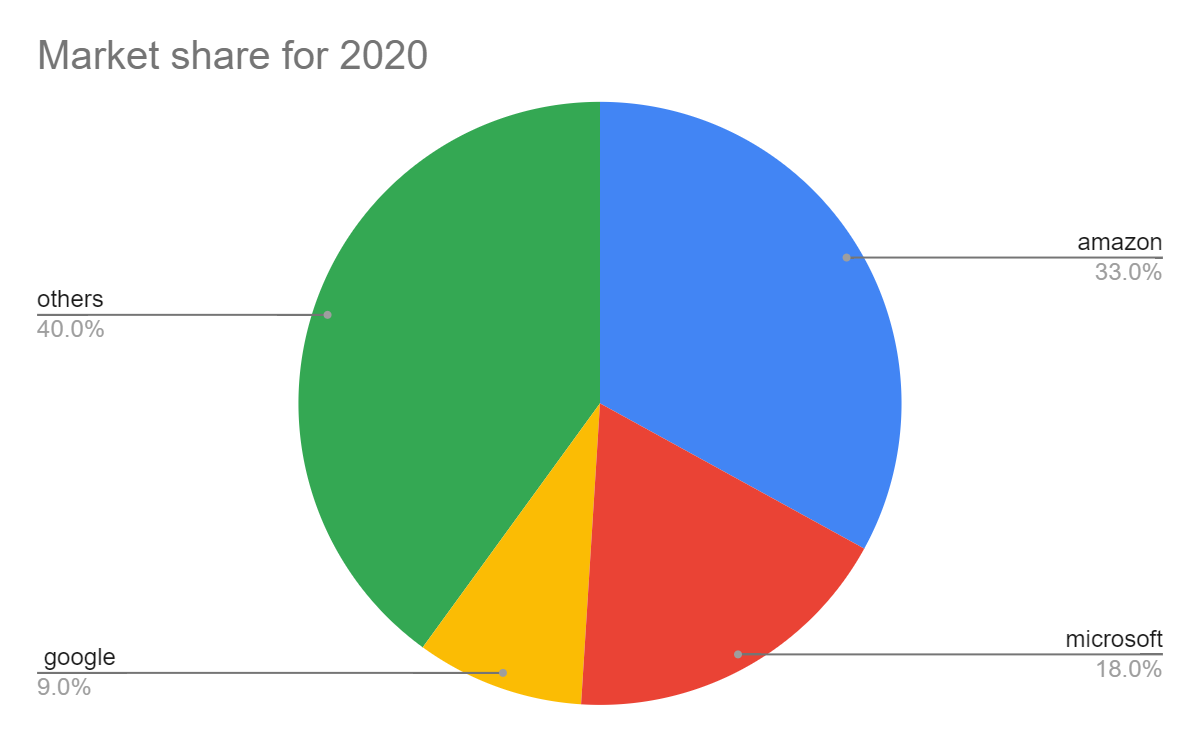 Market share for 2020
amazon
33.0%
others
40.0%
microsoft
18.0%
google
9.0%